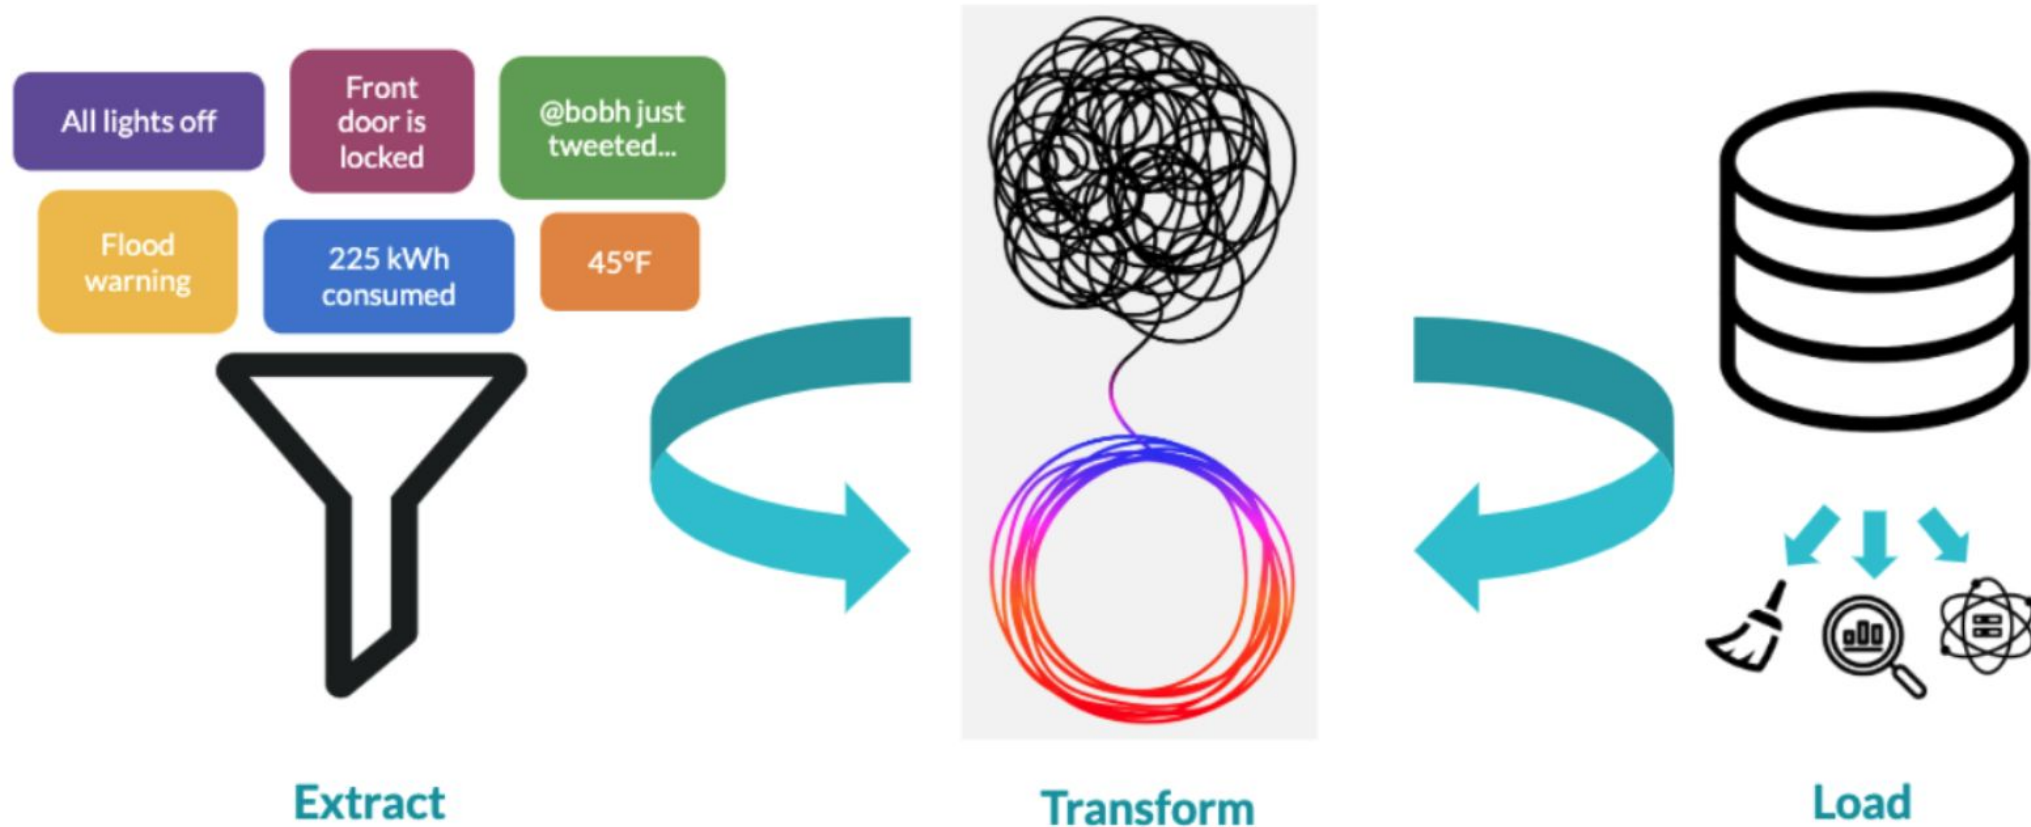 All lights off
Front
door is
locked
@bobh just
tweeted...
Flood
warning
225 kWh
consumed
45°F
Extract
Transform
Load